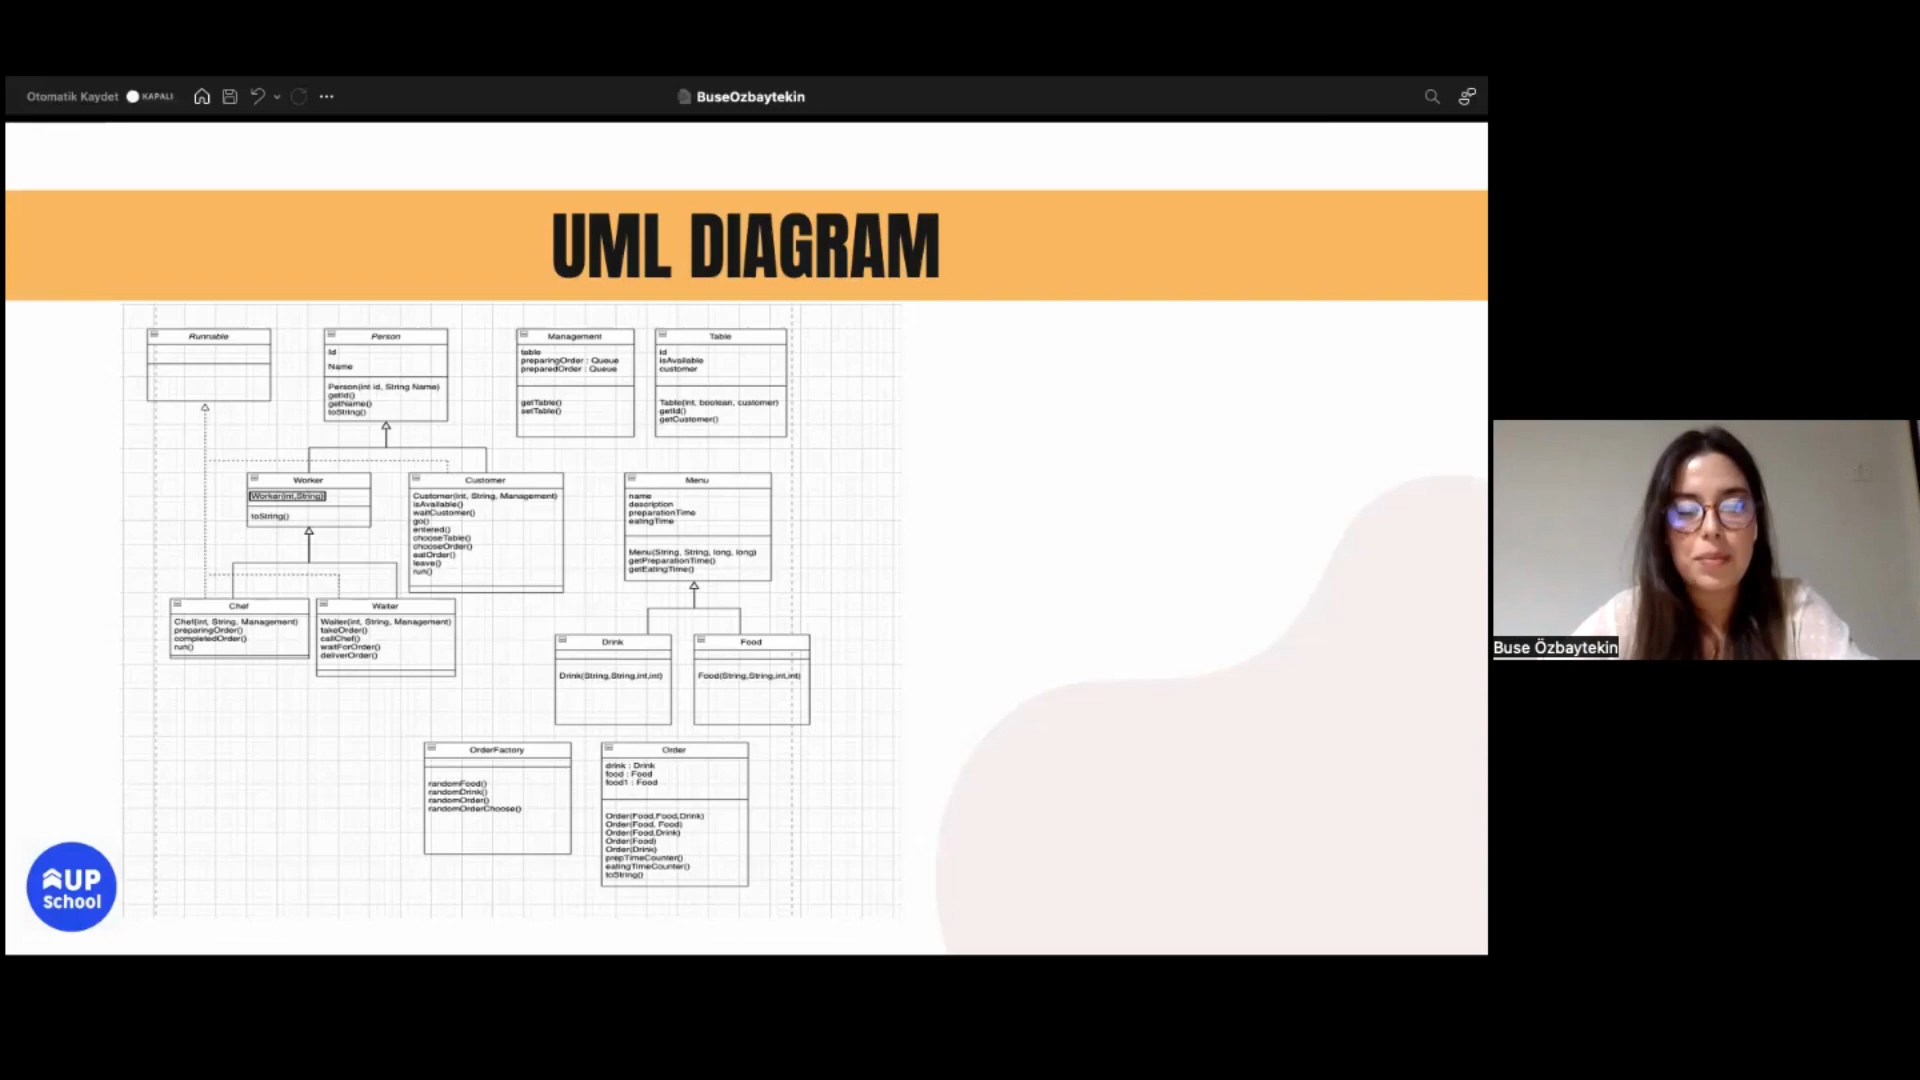 Otomatik Kaydet KAPALI
BuseOzbaytekin
UML DIAGRAM
Runnable
Person
Id
Name
Person(int id, String Name)
getId()
getName()
toString()
Management
table
preparingOrder : Queue
preparedOrder : Queue
getTable()
setTable()
Table
id
isAvailable
customer
Table(int, boolean, customer)
getId()
getCustomer()
Worker
Worker(int,String)
toString()
Customer
Customer(int, String, Management)
isAvailable()
waitCustomer()
go()
entered()
chooseTable()
chooseOrder()
eatOrder()
leave()
run()
Menu
name
description
preparationTime
eatingTime
Menu(String, String, long, long)
getPreparationTime()
getEatingTime()
Chef
Chef(int, String, Management)
preparingOrder()
completedOrder()
run()
Waiter
Waiter(int, String, Management)
takeOrder()
callChef()
waitForOrder()
deliverOrder()
Drink
Drink(String,String,int,int)
Food
Food(String,String,int,int)
OrderFactory
randomFood()
randomDrink()
randomOrder()
randomOrderChoose()
Order
drink : Drink
food : Food
food1 : Food
Order(Food,Food,Drink)
Order(Food, Food)
Order(Food,Drink)
Order(Food)
Order(Drink)
prepTimeCounter()
eatingTimeCounter()
toString()
UP
School
Buse Özbaytekin